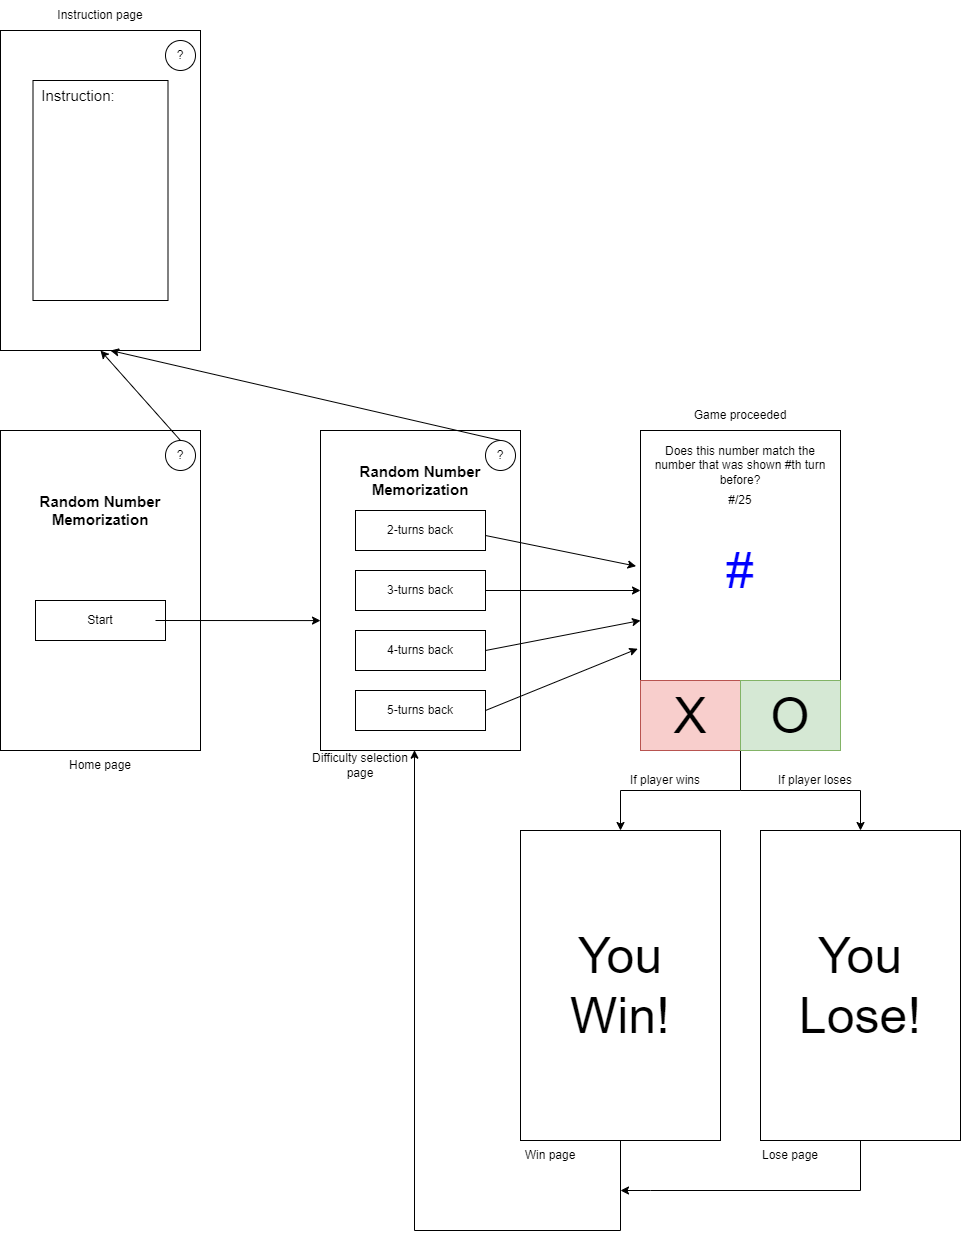 Instruction page
?
Instruction:
?
Random Number
Memorization
Start
Home page
?
Random Number
Memorization
2-turns back
3-turns back
4-turns back
5-turns back
Difficulty selection
page
Game proceeded
Does this number match the
number that was shown #th turn
before?
#/25
#
X
O
If player wins
If player loses
You
Win!
Win page
You
Lose!
Lose page